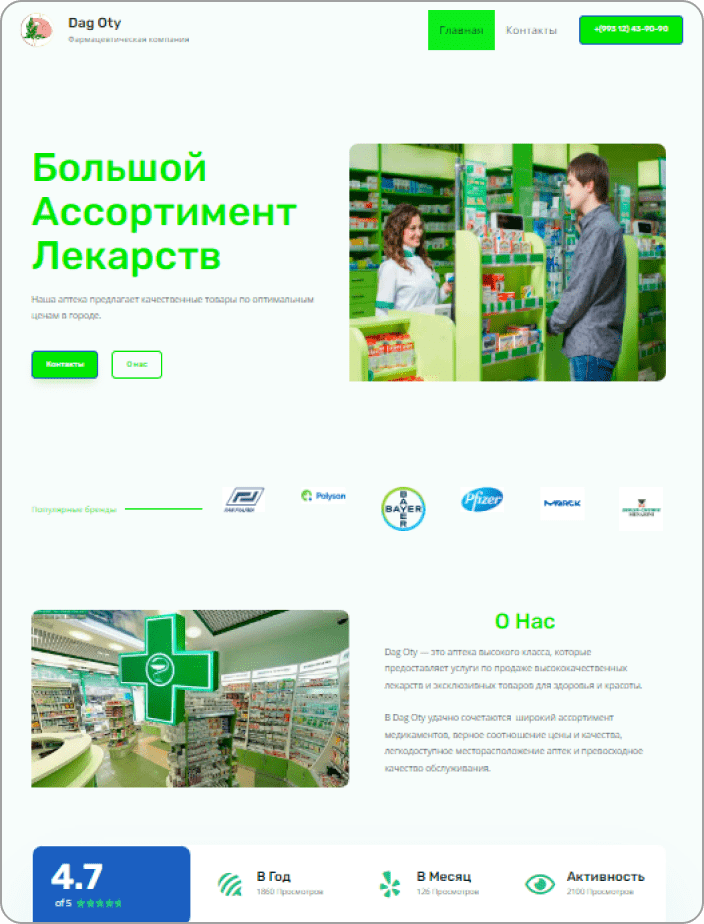 Dag Oty
Фармацевтическая компания
Главная
Контакты
+(993 12) 43-90-90
Большой
Ассортимент
Лекарств
Наша аптека предлагает качественные товары по оптимальным
ценам в городе.
Контакты
О нас
Популярные бренды
Polyson
BAYER
BAYER
Pfizer
О Нас
Dag Oty — это аптека высокого класса, которые
предоставляет услуги по продаже высококачественных
лекарств и эксклюзивных товаров для здоровья и красоты.
В Dag Oty удачно сочетаются широкий ассортимент
медикаментов, верное соотношение цены и качества,
легкодоступное месторасположение аптек и превосходное
качество обслуживания.
4.7
of 5
В Год
1860 Просмотров
В Месяц
126 Просмотров
Активность
2100 Просмотров